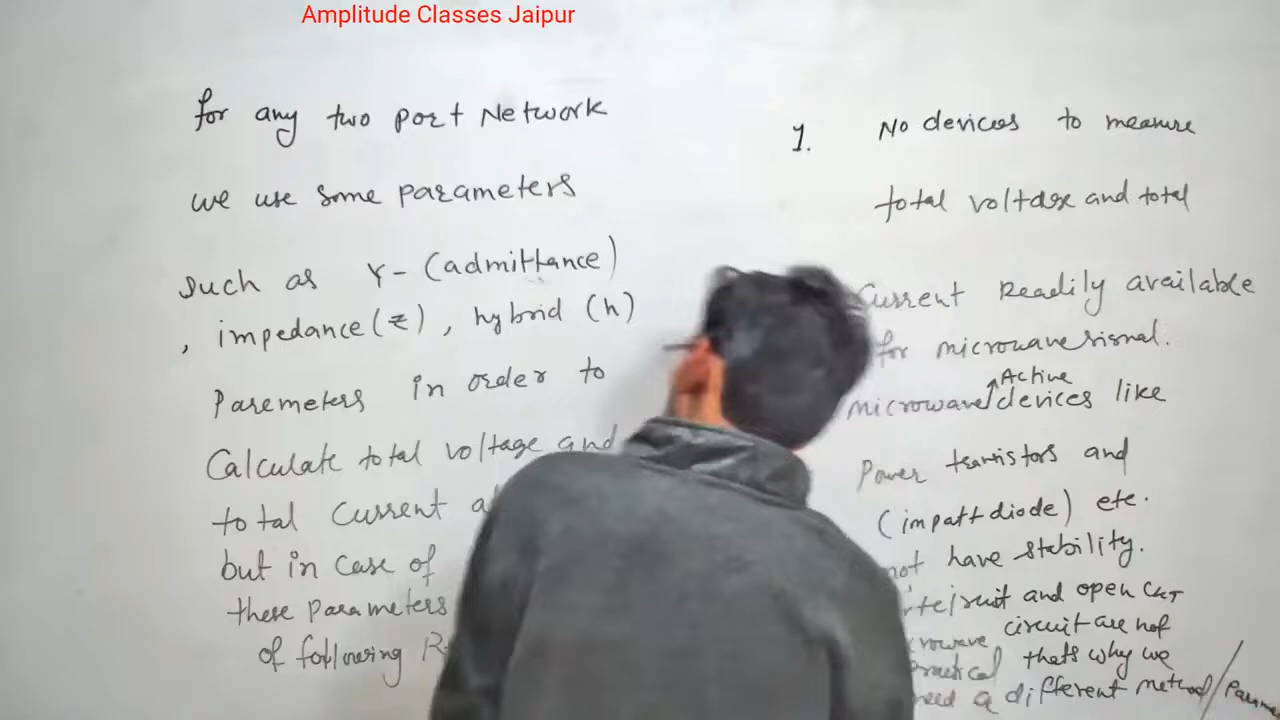 Amplitude Classes Jaipur
for any two port Network
we use some parameters
such as Y- (admittance)
, impedance (z), hybrid (h)
Paremeters in order to
Calculate total voltage and
total Current
but in case of
these Parameters
of following
1. No devices to measure
total voltage and total
Current Readily available
for microwave signal.
Active
microwave devices like
Power transistors and
(impatt diode) etc.
not have stability.
and open CKT
circuit are not
Practical thats why we
need a different method/